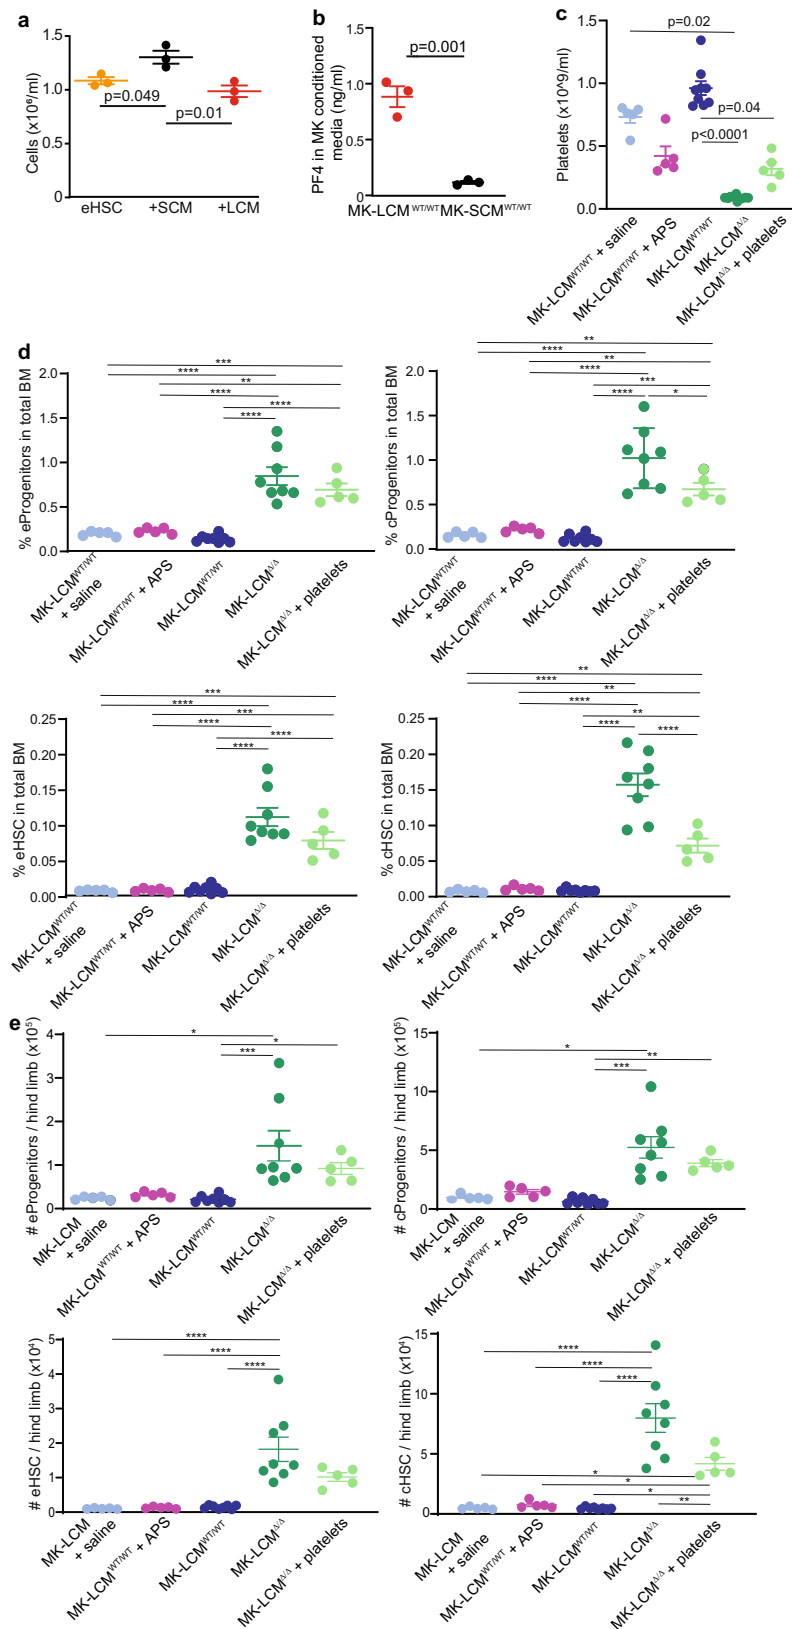 a
Cells (x10⁶/ml)
1.5
1.0
0.5
0
p=0.049
p=0.01
eHSC
+SCM
+LCM
b
PF4 in MK conditioned
media (ng/ml)
1.5
1.0
0.5
0
p=0.001
MK-LCM^WT/WT MK-SCM^WT/WT
c
Platelets (x10^9/ml)
1.5
1.0
0.5
0
p=0.02
p=0.04
p<0.0001
MK-LCM^WT/WT + saline
MK-LCM^WT/WT + APS
MK-LCM^WT/WT
MK-LCM^Δ/Δ
MK-LCM^Δ/Δ + platelets
d
% eProgenitors in total BM
2.0
1.5
1.0
0.5
0.0
***
****
**
****
****
****
MK-LCM^WT/WT
+ saline
MK-LCM^WT/WT + APS
MK-LCM^WT/WT
MK-LCM^Δ/Δ
MK-LCM^Δ/Δ + platelets
% cProgenitors in total BM
2.0
1.5
1.0
0.5
0.0
**
****
**
****
***
**** *
MK-LCM^WT/WT
+ saline
MK-LCM^WT/WT + APS
MK-LCM^WT/WT
MK-LCM^Δ/Δ
MK-LCM^Δ/Δ + platelets
% eHSC in total BM
0.25
0.20
0.15
0.10
0.05
0.00
***
****
***
****
****
****
MK-LCM^WT/WT
+ saline
MK-LCM^WT/WT + APS
MK-LCM^WT/WT
MK-LCM^Δ/Δ
MK-LCM^Δ/Δ + platelets
% cHSC in total BM
0.25
0.20
0.15
0.10
0.05
0.00
**
****
**
****
**
**** ****
MK-LCM^WT/WT
+ saline
MK-LCM^WT/WT + APS
MK-LCM^WT/WT
MK-LCM^Δ/Δ
MK-LCM^Δ/Δ + platelets
e
# eProgenitors / hind limb (x10⁵)
4
3
2
1
0
*
*
***
MK-LCM
+ saline
MK-LCM^WT/WT + APS
MK-LCM^WT/WT
MK-LCM^Δ/Δ
MK-LCM^Δ/Δ + platelets
# cProgenitors / hind limb (x10⁵)
15
10
5
0
*
**
***
MK-LCM
+ saline
MK-LCM^WT/WT + APS
MK-LCM^WT/WT
MK-LCM^Δ/Δ
MK-LCM^Δ/Δ + platelets
# eHSC / hind limb (x10⁴)
5
4
3
2
1
0
****
****
****
MK-LCM
+ saline
MK-LCM^WT/WT + APS
MK-LCM^WT/WT
MK-LCM^Δ/Δ
MK-LCM^Δ/Δ + platelets
# cHSC / hind limb (x10⁴)
15
10
5
0
****
****
****
*
*
*
**
MK-LCM
+ saline
MK-LCM^WT/WT + APS
MK-LCM^WT/WT
MK-LCM^Δ/Δ
MK-LCM^Δ/Δ + platelets